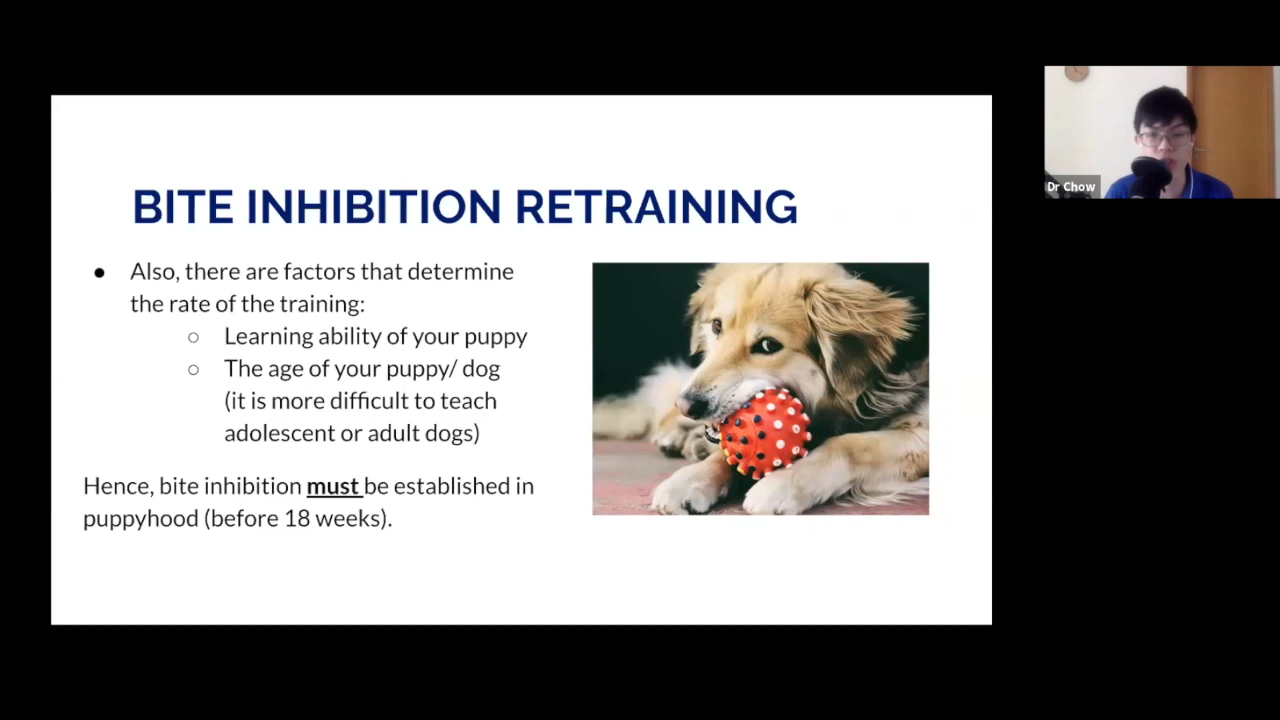 BITE INHIBITION RETRAINING
● Also, there are factors that determine
the rate of the training:
○ Learning ability of your puppy
○ The age of your puppy/ dog
(it is more difficult to teach
adolescent or adult dogs)
Hence, bite inhibition must be established in
puppyhood (before 18 weeks).
Dr Chow